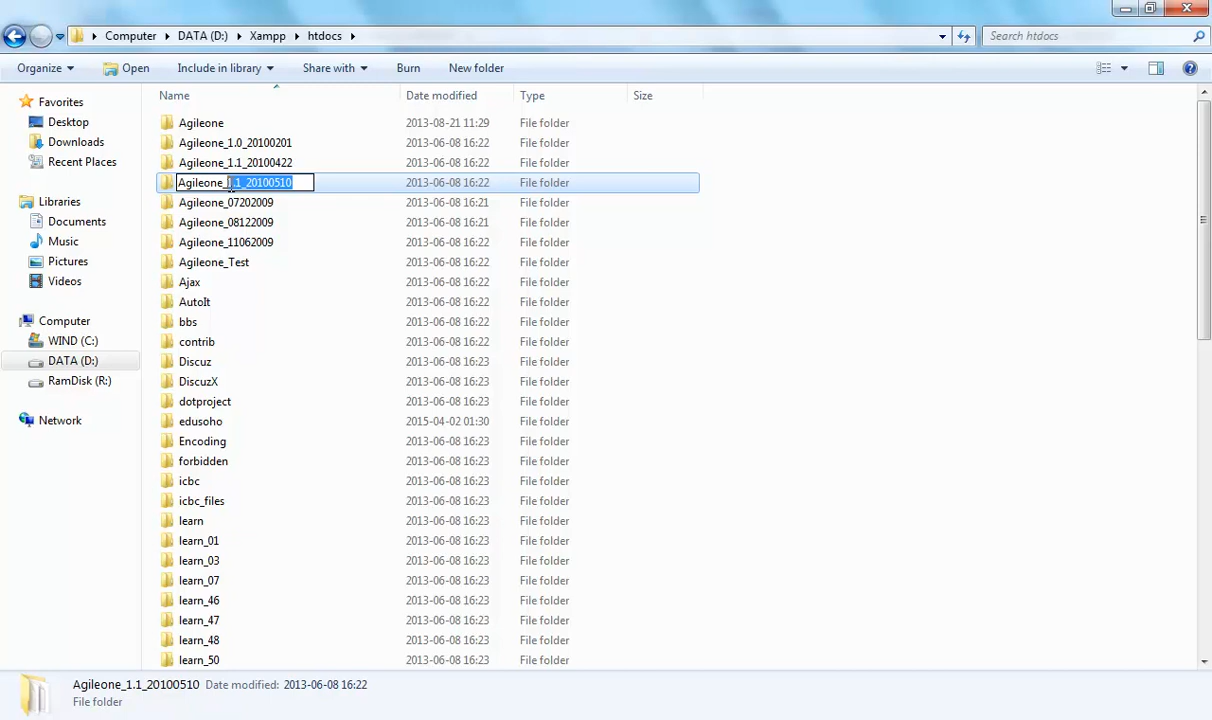 Computer DATA (D:) Xampp htdocs Search htdocs
Organize Open Include in library Share with Burn New folder
Favorites
Desktop
Downloads
Recent Places
Libraries
Documents
Music
Pictures
Videos
Computer
WIND (C:)
DATA (D:)
RamDisk (R:)
Network
Name Date modified Type Size
Agileone 2013-08-21 11:29 File folder
Agileone_1.0_20100201 2013-06-08 16:22 File folder
Agileone_1.1_20100422 2013-06-08 16:22 File folder
Agileone_1.1_20100510 2013-06-08 16:22 File folder
Agileone_07202009 2013-06-08 16:21 File folder
Agileone_08122009 2013-06-08 16:21 File folder
Agileone_11062009 2013-06-08 16:22 File folder
Agileone_Test 2013-06-08 16:22 File folder
Ajax 2013-06-08 16:22 File folder
AutoIt 2013-06-08 16:22 File folder
bbs 2013-06-08 16:22 File folder
contrib 2013-06-08 16:22 File folder
Discuz 2013-06-08 16:23 File folder
DiscuzX 2013-06-08 16:23 File folder
dotproject 2013-06-08 16:23 File folder
edusoho 2015-04-02 01:30 File folder
Encoding 2013-06-08 16:23 File folder
forbidden 2013-06-08 16:23 File folder
icbc 2013-06-08 16:23 File folder
icbc_files 2013-06-08 16:23 File folder
learn 2013-06-08 16:23 File folder
learn_01 2013-06-08 16:23 File folder
learn_03 2013-06-08 16:23 File folder
learn_07 2013-06-08 16:23 File folder
learn_46 2013-06-08 16:23 File folder
learn_47 2013-06-08 16:23 File folder
learn_48 2013-06-08 16:23 File folder
learn_50 2013-06-08 16:23 File folder
Agileone_1.1_20100510 Date modified: 2013-06-08 16:22
File folder